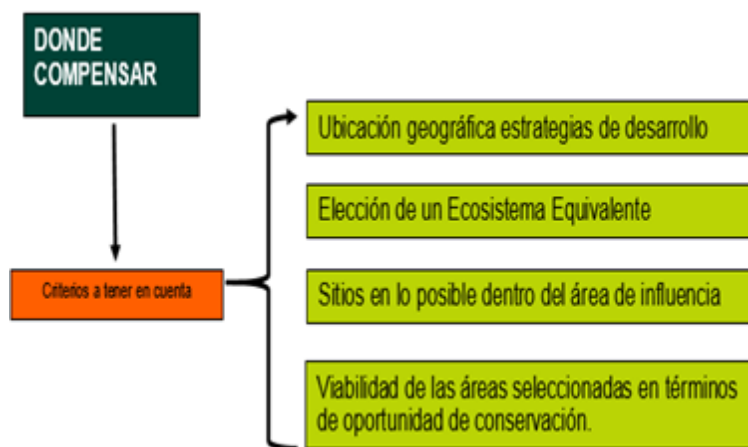 DONDE
COMPENSAR
Ubicación geográfica estrategias de desarrollo
Elección de un Ecosistema Equivalente
Criterios a tener en cuenta
Sitios en lo posible dentro del área de influencia
Viabilidad de las áreas seleccionadas en términos
de oportunidad de conservación.